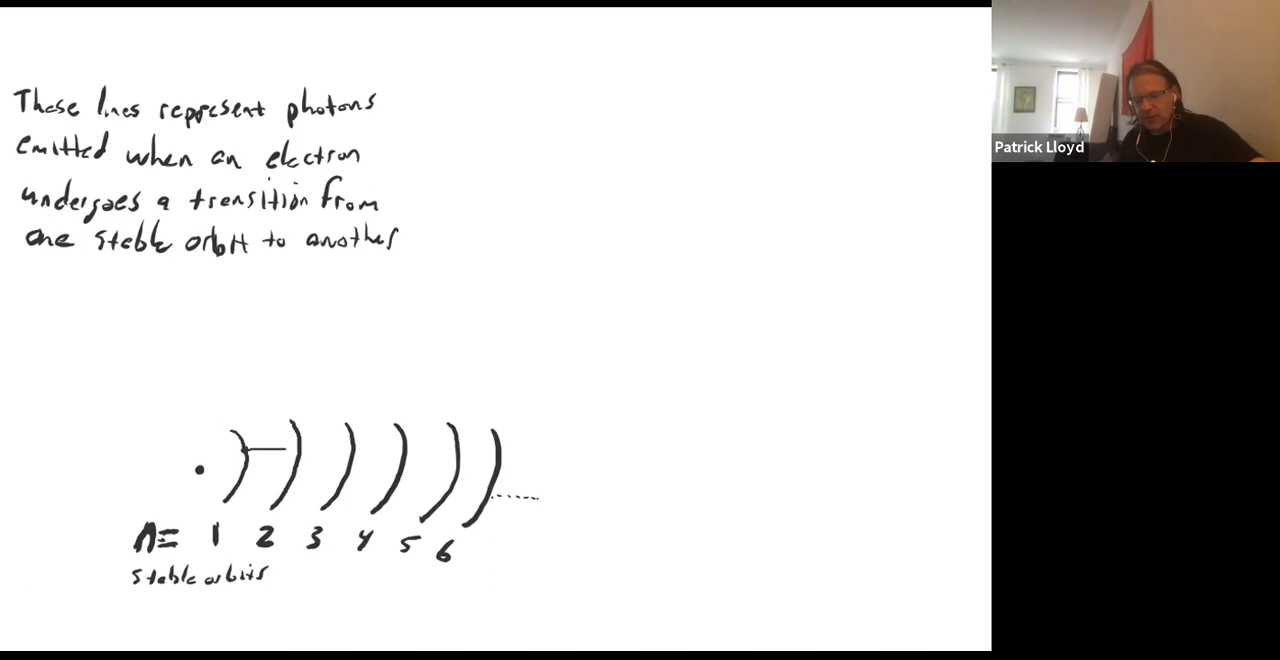 These lines represent photons
emitted when an electron
undergoes a transition from
one stable orbit to another
n= 1 2 3 4 5 6
stable orbits
Patrick Lloyd